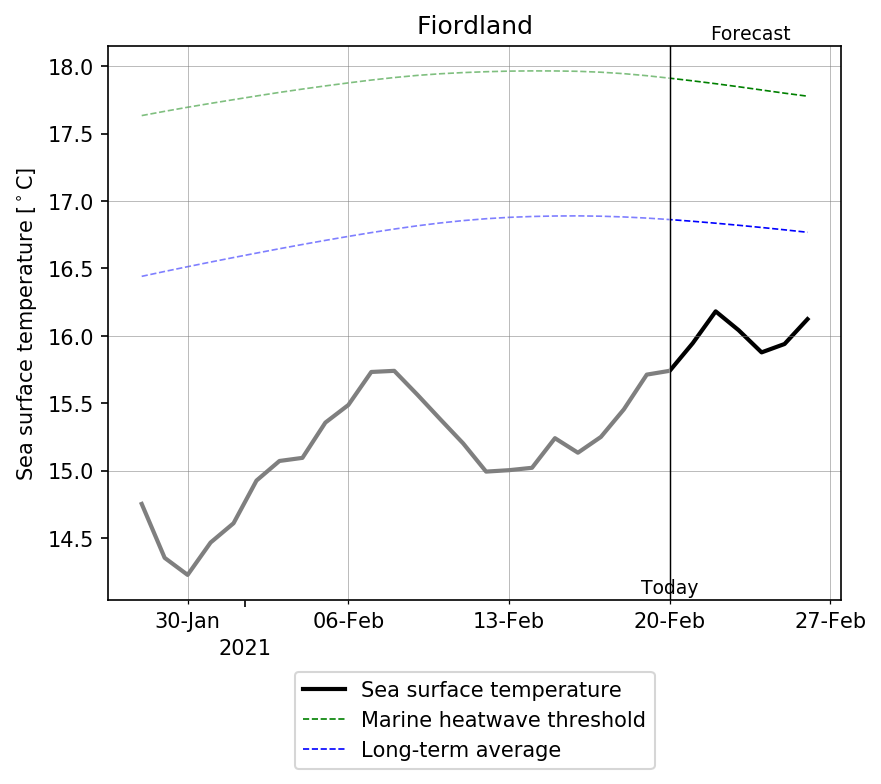 Fiordland
Forecast
Sea surface temperature [°C]
18.0
17.5
17.0
16.5
16.0
15.5
15.0
14.5
Today
30-Jan 06-Feb 13-Feb 20-Feb 27-Feb
2021
Sea surface temperature
Marine heatwave threshold
Long-term average